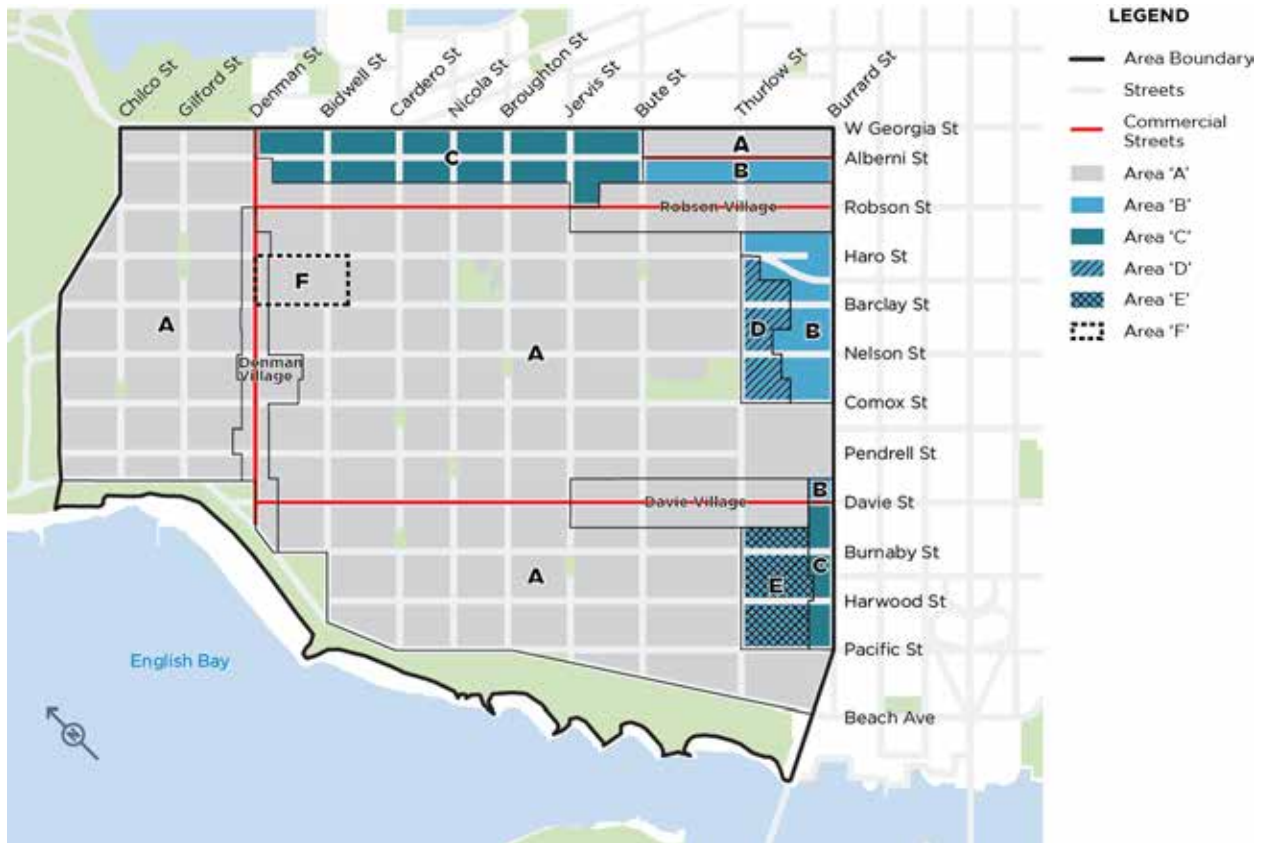 Chilco St
Gilford St
Denman St
Bidwell St
Cardero St
Nicola St
Broughton St
Jervis St
Bute St
Thurlow St
Burrard St
W Georgia St
Alberni St
Robson St
Haro St
Barclay St
Nelson St
Comox St
Pendrell St
Davie St
Burnaby St
Harwood St
Pacific St
Beach Ave
A
C
B
Robson Village
F
A
D
B
A
Denman
Village
B
Davie Village
A
E
C
English Bay
N
LEGEND
Area Boundary
Streets
Commercial
Streets
Area 'A'
Area 'B'
Area 'C'
Area 'D'
Area 'E'
Area 'F'